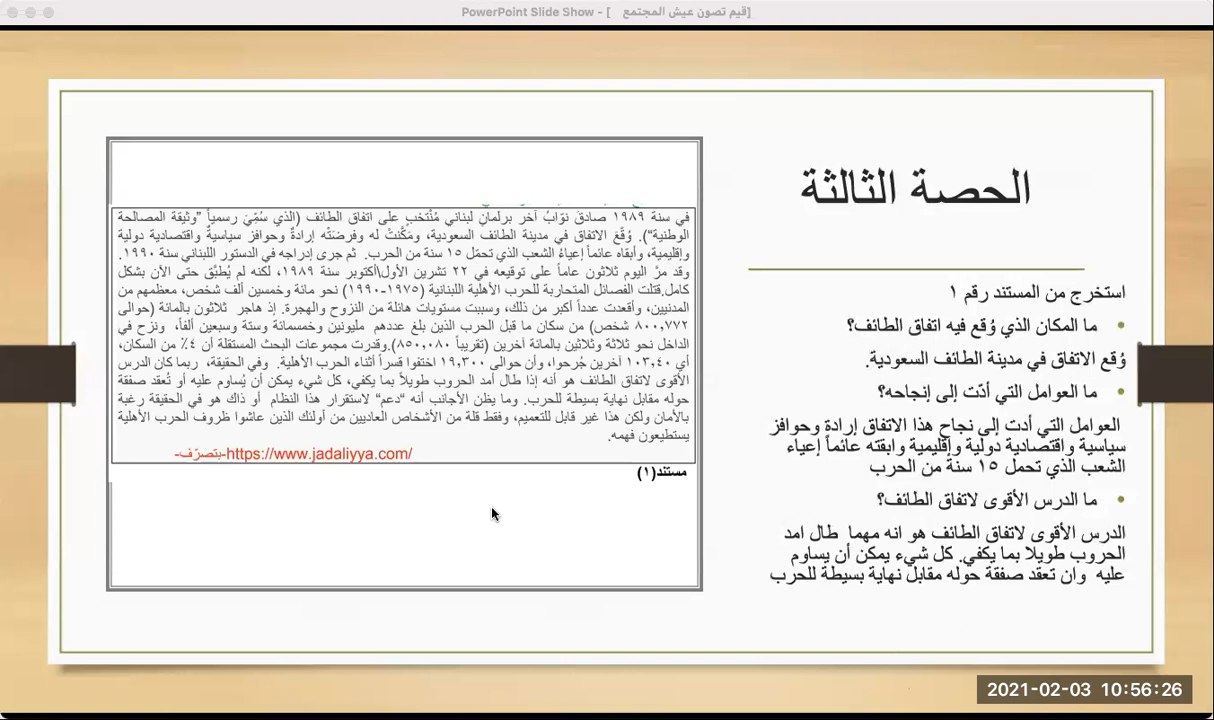 PowerPoint Slide Show - [قيم تصون عيش المجتمع]
الحصة الثالثة
استخرج من المستند رقم ١
ما المكان الذي وُقع فيه اتفاق الطائف؟
وُقع الاتفاق في مدينة الطائف السعودية.
ما العوامل التي أدّت إلى إنجاحه؟
العوامل التي أدت إلى نجاح هذا الاتفاق إرادة وحوافز
سياسية واقتصادية دولية وإقليمية وابقته عائماً إعياء
الشعب الذي تحمل ١٥ سنة من الحرب
ما الدرس الأقوى لاتفاق الطائف؟
الدرس الأقوى لاتفاق الطائف هو انه مهما طال امد
الحروب طويلا بما يكفي. كل شيء يمكن أن يساوم
عليه وان تعقد صفقة حوله مقابل نهاية بسيطة للحرب
في سنة ١٩٨٩ صادقَ نوّابُ آخر برلمانٍ لبناني مُنْتخبٍ على اتفاق الطائف (الذي سُمّيَ رسمياً "وثيقة المصالحة
الوطنية"). وُقّعَ الاتفاق في مدينة الطائف السعودية، ومَكّنتْ له وفرضَتْه إرادةٌ وحوافز سياسيةٌ واقتصادية دولية
وإقليمية، وأبقاه عائماً إعياءُ الشعب الذي تحمّل ١٥ سنة من الحرب. ثم جرى إدراجه في الدستور اللبناني سنة ١٩٩٠.
وقد مرَّ اليوم ثلاثون عاماً على توقيعه في ٢٢ تشرين الأول\أكتوبر سنة ١٩٨٩، لكنه لم يُطبَّق حتى الآن بشكل
كامل.قتلت الفصائل المتحاربة للحرب الأهلية اللبنانية (١٩٧٥-١٩٩٠) نحو مائة وخمسين ألف شخص، معظمهم من
المدنيين، وأقعدت عدداً أكبر من ذلك، وسببت مستويات هائلة من النزوح والهجرة. إذ هاجر ثلاثون بالمائة (حوالى
٨٠٠,٧٧٢ شخص) من سكان ما قبل الحرب الذين بلغ عددهم مليونين وخمسمائة وستة وسبعين ألفاً، ونزح في
الداخل نحو ثلاثة وثلاثين بالمائة آخرين (تقريباً ٨٥٠,٠٨٠).وقدرت مجموعات البحث المستقلة أن ٤٪ من السكان،
أي ١٠٣,٤٠ آخرين جُرحوا، وأن حوالى ١٩,٣٠٠ اختفوا قسراً أثناء الحرب الأهلية. وفي الحقيقة، ربما كان الدرس
الأقوى لاتفاق الطائف هو أنه إذا طال أمد الحروب طويلاً بما يكفي، كل شيء يمكن أن يُساوم عليه أو تُعقد صفقة
حوله مقابل نهاية بسيطة للحرب. وما يظن الأجانب أنه "دعم" لاستقرار هذا النظام أو ذاك هو في الحقيقة رغبة
بالأمان ولكن هذا غير قابل للتعميم، وفقط قلة من الأشخاص العاديين من أولئك الذين عاشوا ظروف الحرب الأهلية
يستطيعون فهمه.
https://www.jadaliyya.com/-بتصرّف-
مستند(١)
2021-02-03 10:56:26